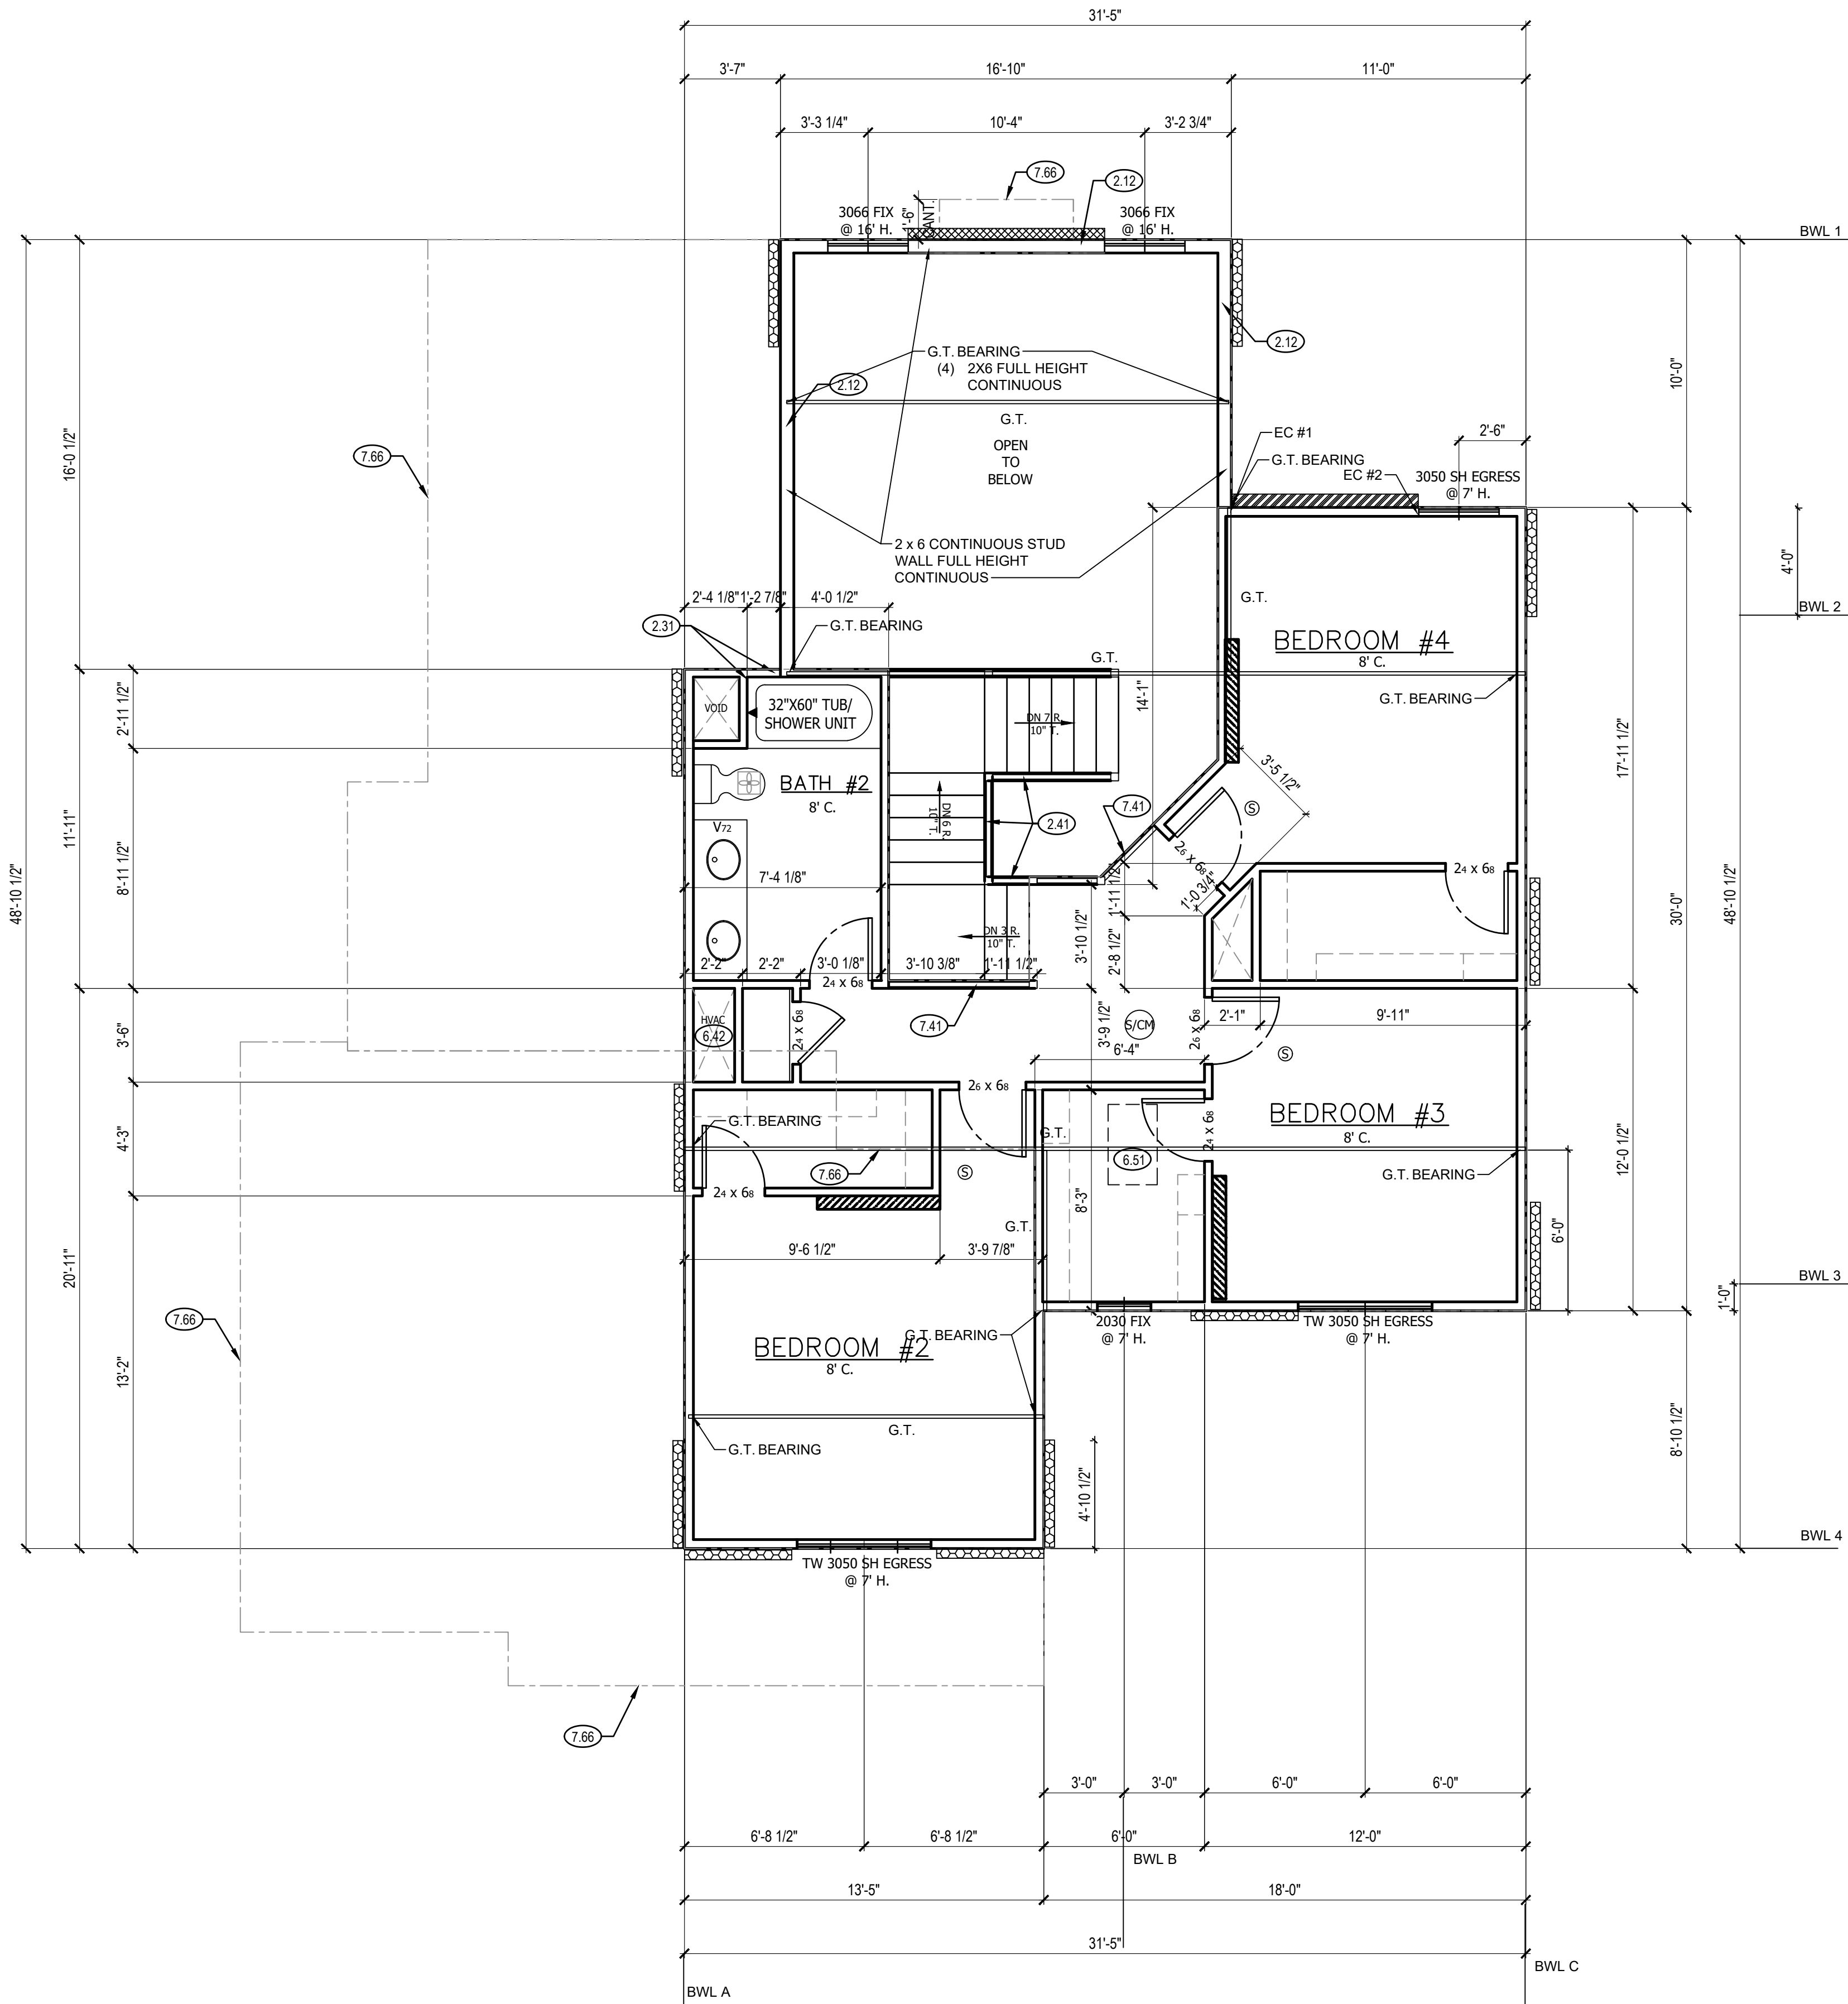 31'-5"
3'-7"
16'-10"
11'-0"
3'-3 1/4"
10'-4"
3'-2 3/4"
7.66
2.12
3066 FIX
@ 16' H.
CANT.
3066 FIX
@ 16' H.
BWL 1
2.12
G.T. BEARING
(4) 2X6 FULL HEIGHT
CONTINUOUS
2.12
10'-0"
G.T.
OPEN
TO
BELOW
EC #1
G.T. BEARING
EC #2
2'-6"
3050 SH EGRESS
@ 7' H.
7.66
16'-0 1/2"
2 x 6 CONTINUOUS STUD
WALL FULL HEIGHT
CONTINUOUS
4'-0"
BWL 2
2'-4 1/8"
1'-2 7/8"
4'-0 1/2"
2.31
G.T. BEARING
G.T.
BEDROOM #4
8' C.
G.T.
G.T. BEARING
VOID
32"X60" TUB/
SHOWER UNIT
DN 7 R.
10" T.
14'-1"
2'-11 1/2"
17'-11 1/2"
3'-5 1/2"
BATH #2
8' C.
V72
DN 6 R.
10" T.
2.41
7.41
S
26 x 68
11'-11"
8'-11 1/2"
48'-10 1/2"
7'-4 1/8"
1'-11 1/2"
1'-0 3/4"
24 x 68
30'-0"
48'-10 1/2"
DN 3 R.
10" T.
3'-10 1/2"
2'-8 1/2"
2'-2"
2'-2"
3'-0 1/8"
3'-10 3/8"
1'-11 1/2"
24 x 68
HVAC
6.42
24 x 68
7.41
3'-6"
3'-9 1/2"
S/CM
26 x 68
2'-1"
9'-11"
6'-4"
S
26 x 68
G.T. BEARING
4'-3"
G.T.
24 x 68
BEDROOM #3
8' C.
6.51
7.66
S
G.T. BEARING
24 x 68
12'-0 1/2"
8'-3"
G.T.
6'-0"
9'-6 1/2"
3'-9 7/8"
20'-11"
13'-2"
BWL 3
1'-0"
7.66
2030 FIX
@ 7' H.
TW 3050 SH EGRESS
@ 7' H.
G.T. BEARING
BEDROOM #2
8' C.
G.T.
G.T. BEARING
8'-10 1/2"
4'-10 1/2"
BWL 4
TW 3050 SH EGRESS
@ 7' H.
7.66
3'-0"
3'-0"
6'-0"
6'-0"
6'-8 1/2"
6'-8 1/2"
6'-0"
12'-0"
BWL B
13'-5"
18'-0"
31'-5"
BWL C
BWL A